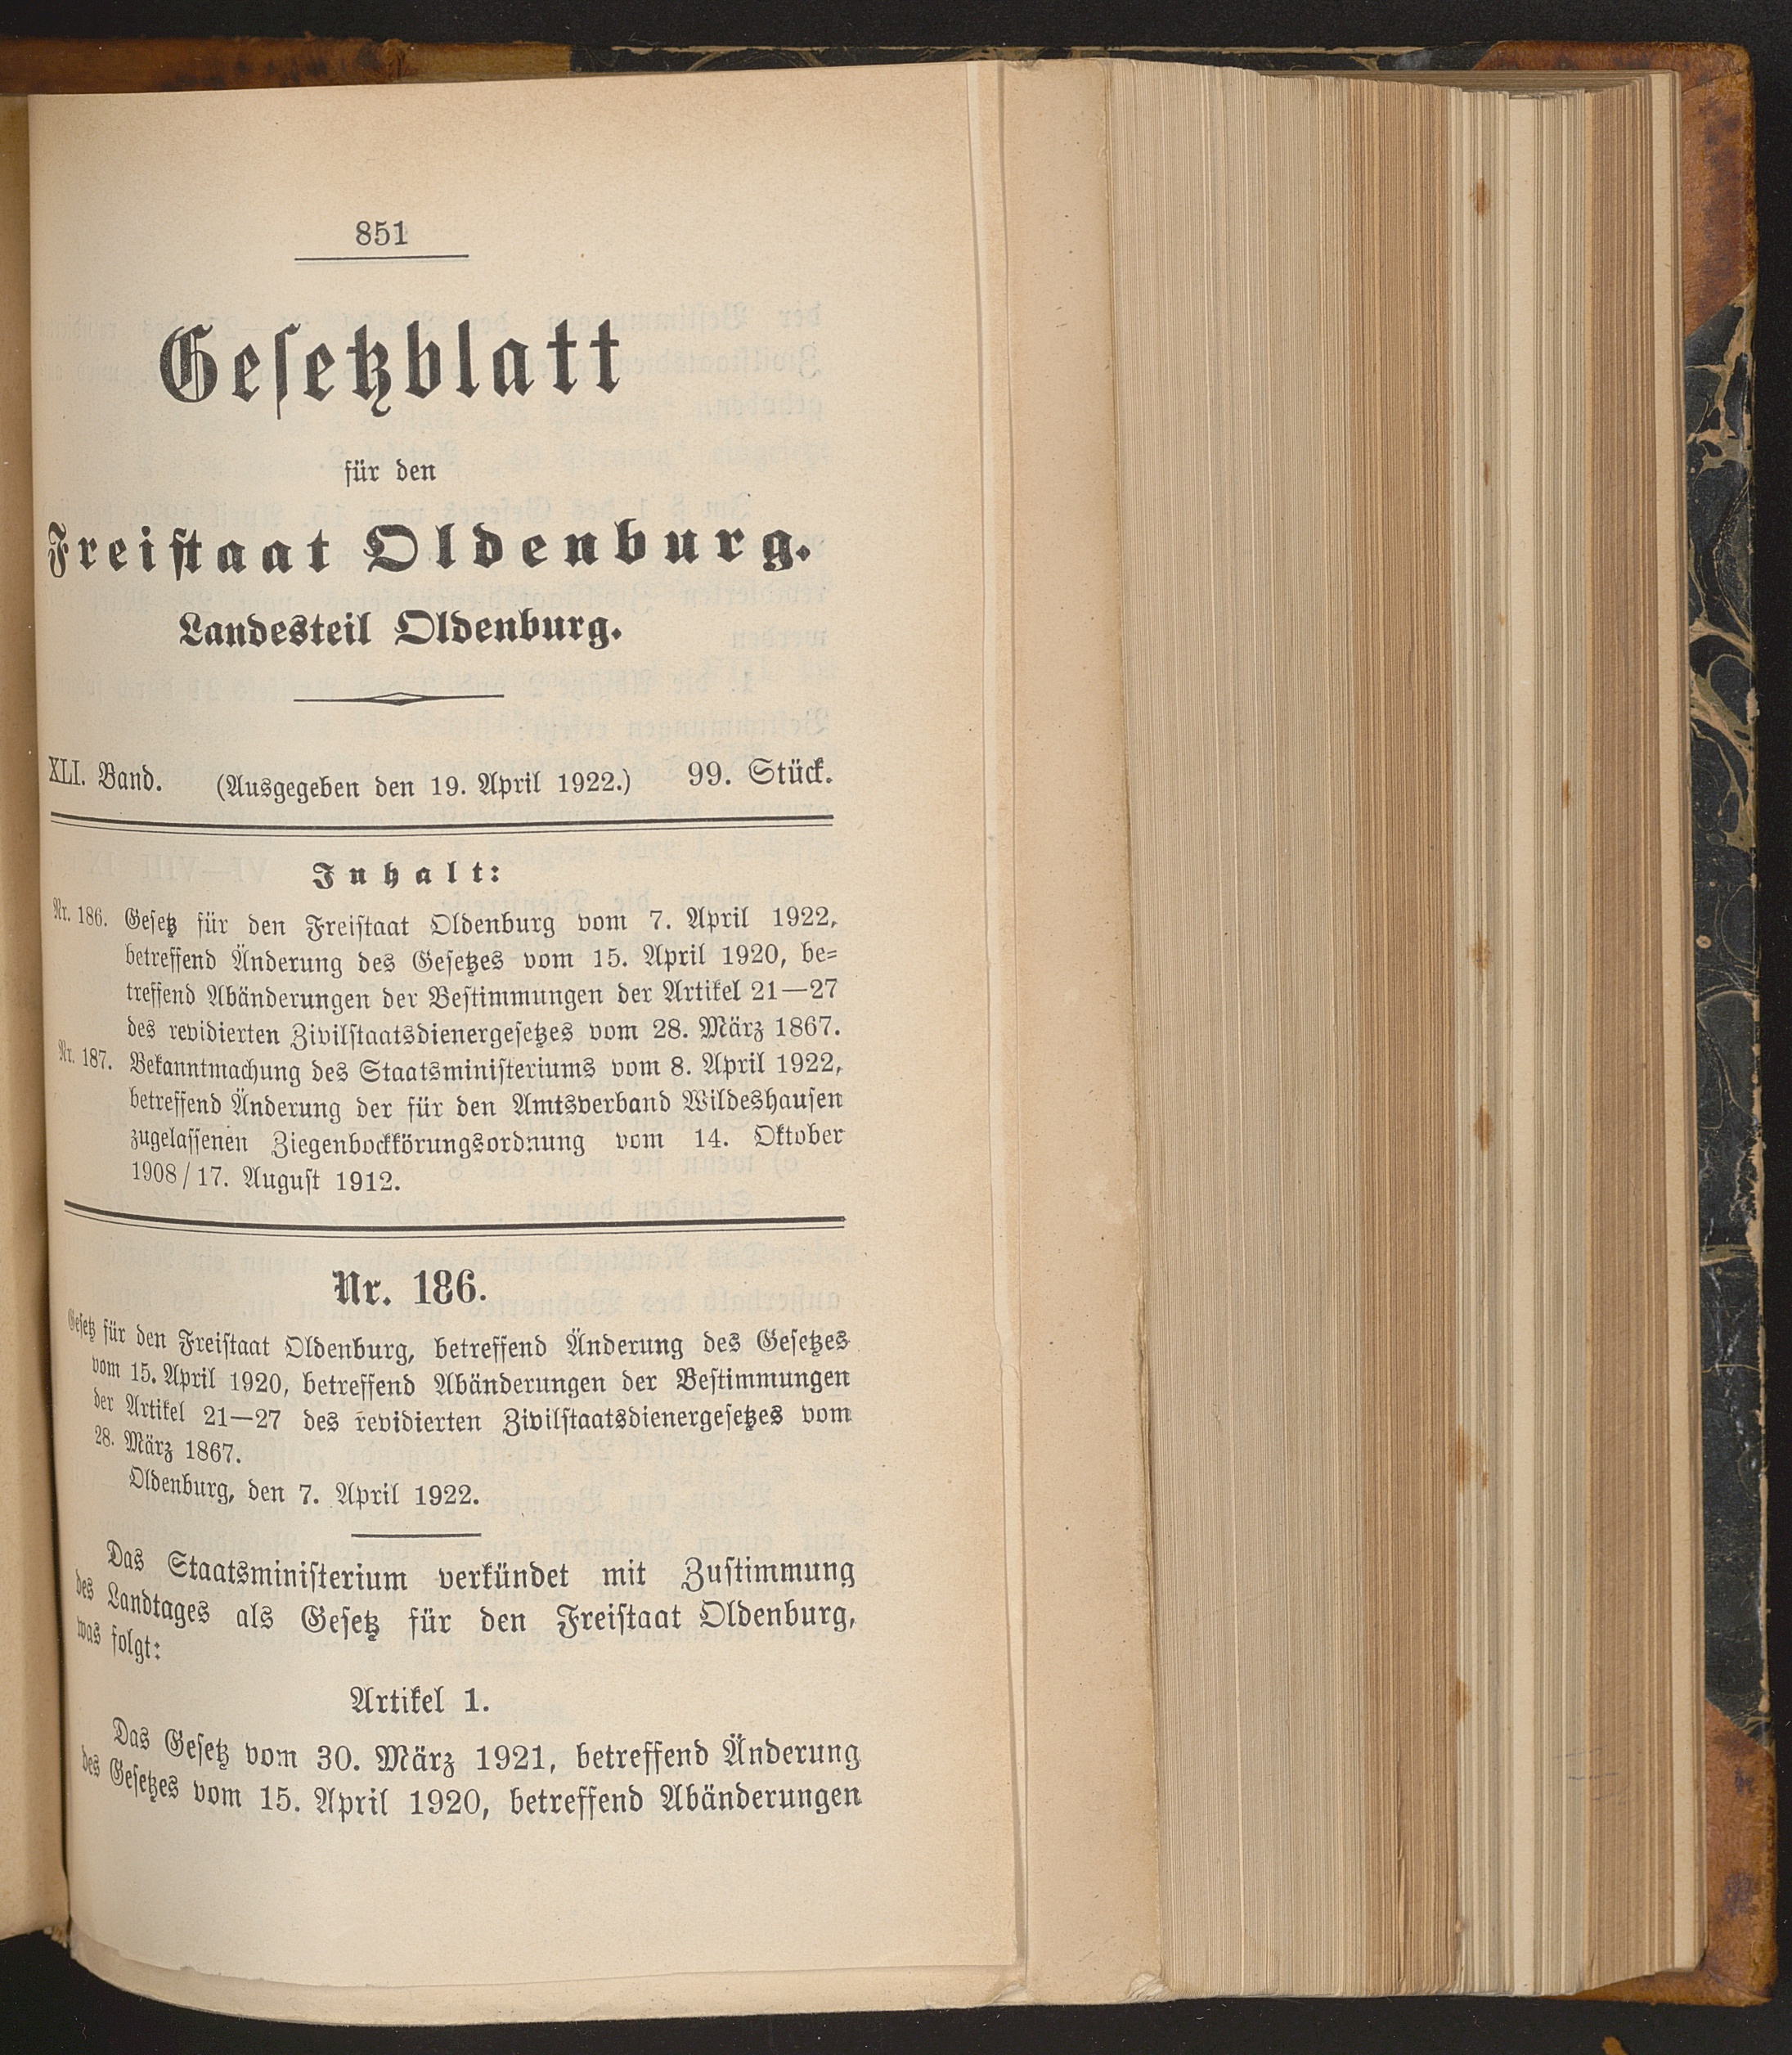 851
Gesetzblatt
für den
Freistaat Oldenburg.
Landesteil Oldenburg.
XLI. Band. (Ausgegeben den 19. April 1922.) 99. Stück.
Inhalt:
Nr. 186. Gesetz für den Freistaat Oldenburg vom 7. April 1922,
betreffend Änderung des Gesetzes vom 15. April 1920, be-
treffend Abänderungen der Bestimmungen der Artikel 21—27
des revidierten Zivilstaatsdienergesetzes vom 28. März 1867.
Nr. 187. Bekanntmachung des Staatsministeriums vom 8. April 1922,
betreffend Änderung der für den Amtsverband Wildeshausen
zugelassenen Ziegenbockkörungsordnung vom 14. Oktober
1908/17. August 1912.
Nr. 186.
Gesetz für den Freistaat Oldenburg, betreffend Änderung des Gesetzes
vom 15. April 1920, betreffend Abänderungen der Bestimmungen
der Artikel 21—27 des revidierten Zivilstaatsdienergesetzes vom
28. März 1867.
Oldenburg, den 7. April 1922.
Das Staatsministerium verkündet mit Zustimmung
des Landtages als Gesetz für den Freistaat Oldenburg,
was folgt:
Artikel 1.
Das Gesetz vom 30. März 1921, betreffend Änderung
des Gesetzes vom 15. April 1920, betreffend Abänderungen